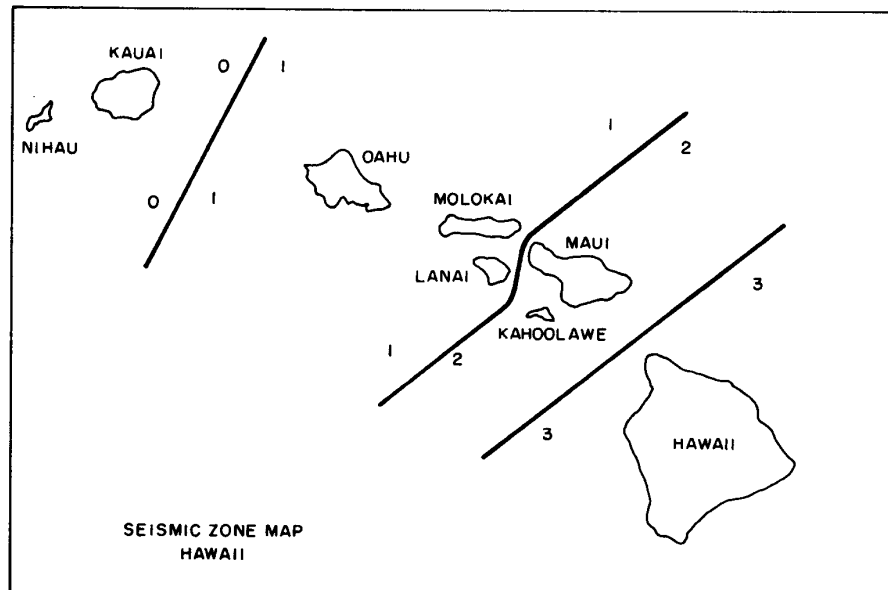 KAUAI
0 1
NIHAU
0 1
OAHU
1
2
MOLOKAI
MAUI
LANAI
3
KAHOOLAWE
1
2
3
HAWAII
SEISMIC ZONE MAP
HAWAII